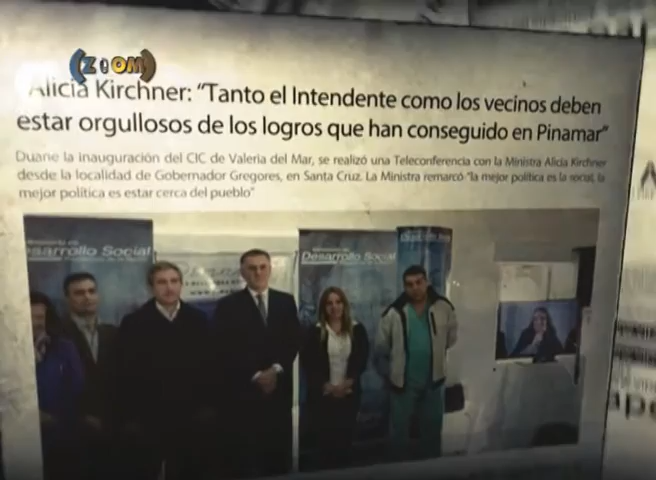 ZOOM
Alicia Kirchner: “Tanto el Intendente como los vecinos deben
estar orgullosos de los logros que han conseguido en Pinamar”
Duane la inauguración del CIC de Valeria del Mar, se realizó una Teleconferencia con la Ministra Alicia Kirchner
desde la localidad de Gobernador Gregores, en Santa Cruz. La Ministra remarcó “la mejor política es la social, la
mejor política es estar cerca del pueblo”
Desarrollo Social
Desarrollo Social